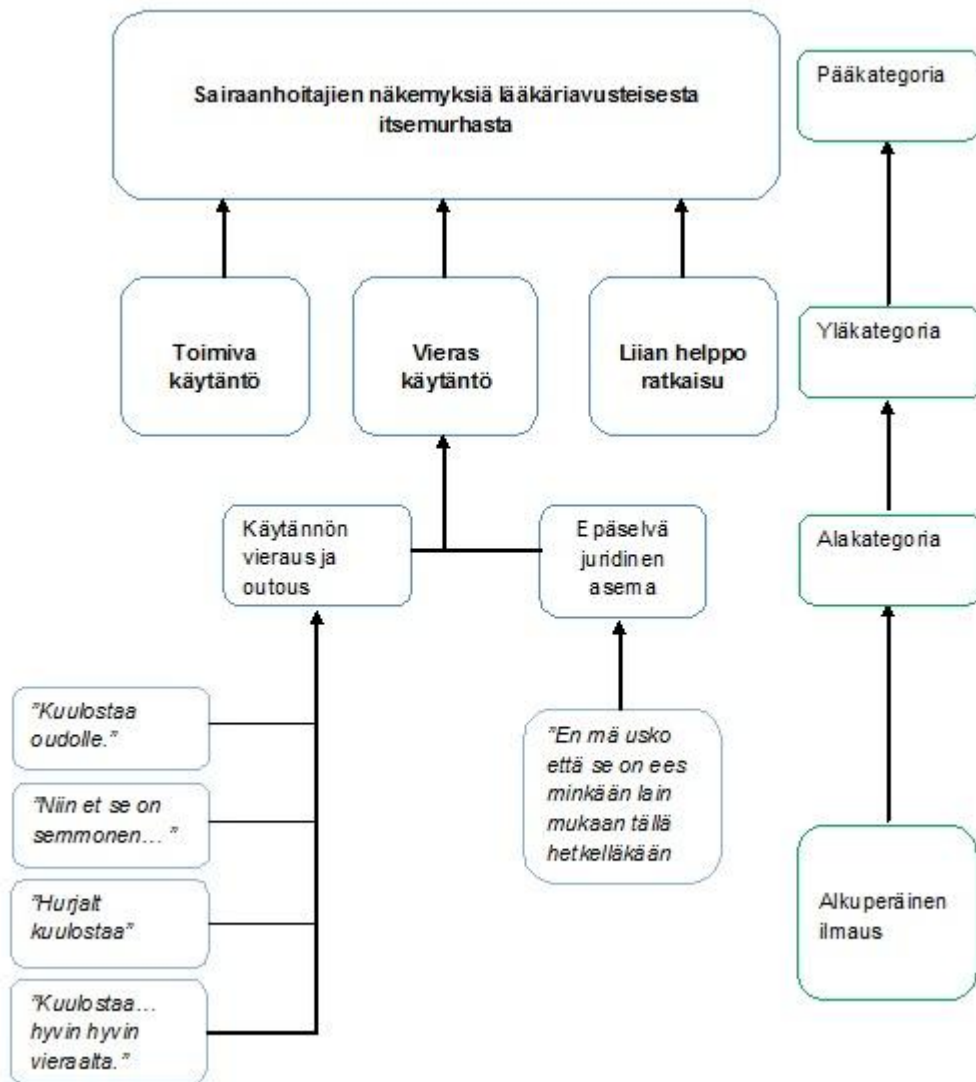 Sairaanhoitajien näkemyksiä lääkäriavusteisesta
itsemurhasta
Pääkategoria
Toimiva
käytäntö
Vieras
käytäntö
Liian helppo
ratkaisu
Yläkategoria
Käytännön
vieraus ja
outous
Epäselvä
juridinen
asema
Alakategoria
"Kuulostaa
oudolle."
"Niin et se on
semmonen…"
"Hurjalt
kuulostaa"
"Kuulostaa…
hyvin hyvin
vieraalta."
"En mä usko
että se on ees
minkään lain
mukaan tällä
hetkelläkään
Alkuperäinen
ilmaus